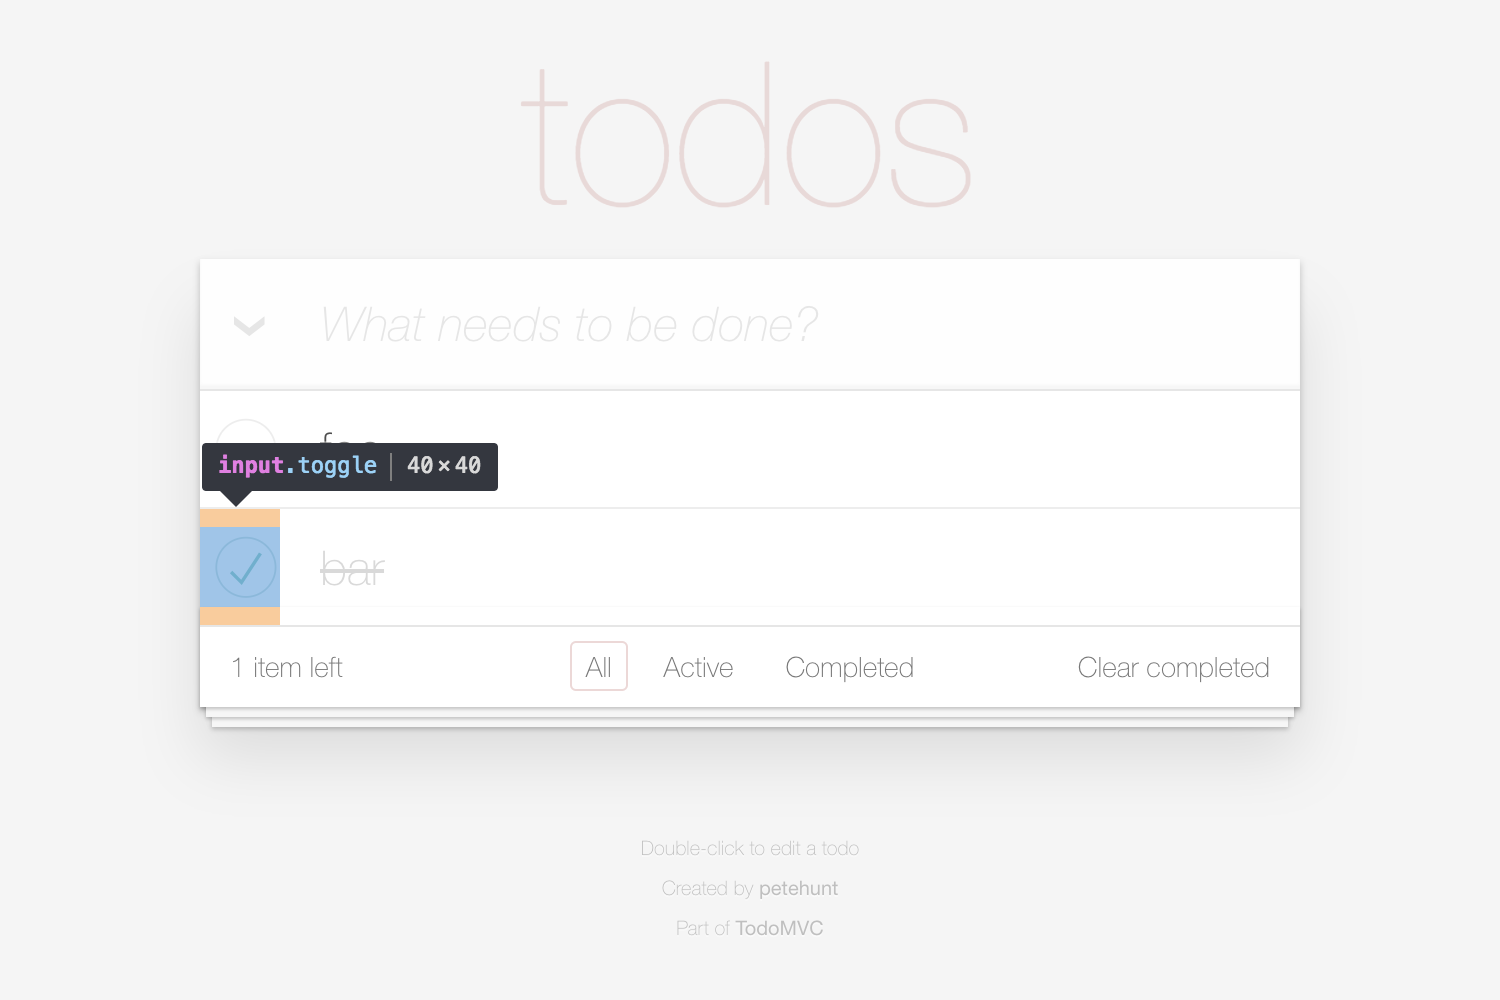 todos
What needs to be done?
input.toggle | 40×40
bar
1 item left All Active Completed Clear completed
Double-click to edit a todo
Created by petehunt
Part of TodoMVC